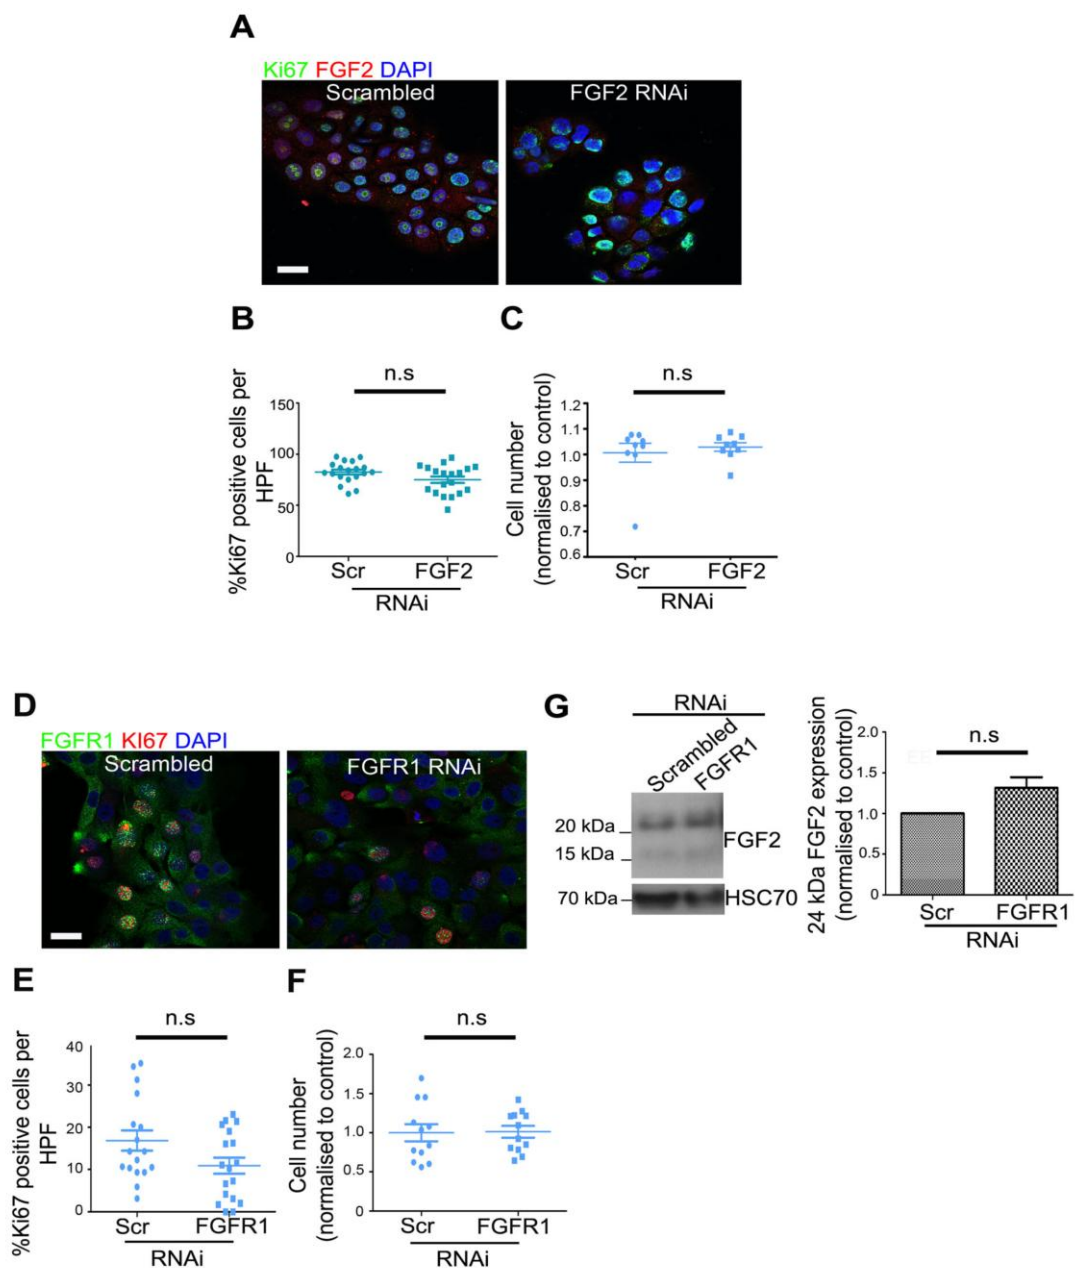 A
Ki67 FGF2 DAPI
Scrambled
FGF2 RNAi
B
%Ki67 positive cells per
HPF
n.s
150
100
50
0
Scr
FGF2
RNAi
C
Cell number
(normalised to control)
n.s
1.2
1.1
1.0
0.9
0.8
0.7
0.6
Scr
FGF2
RNAi
D
FGFR1 KI67 DAPI
Scrambled
FGFR1 RNAi
G
RNAi
Scrambled
FGFR1
20 kDa
15 kDa
FGF2
70 kDa
HSC70
24 kDa FGF2 expression
(normalised to control)
n.s
2.0
1.5
1.0
0.5
0
Scr
FGFR1
RNAi
E
%Ki67 positive cells per
HPF
n.s
40
30
20
10
0
Scr
FGFR1
RNAi
F
Cell number
(normalised to control)
n.s
2.0
1.5
1.0
0.5
0
Scr
FGFR1
RNAi